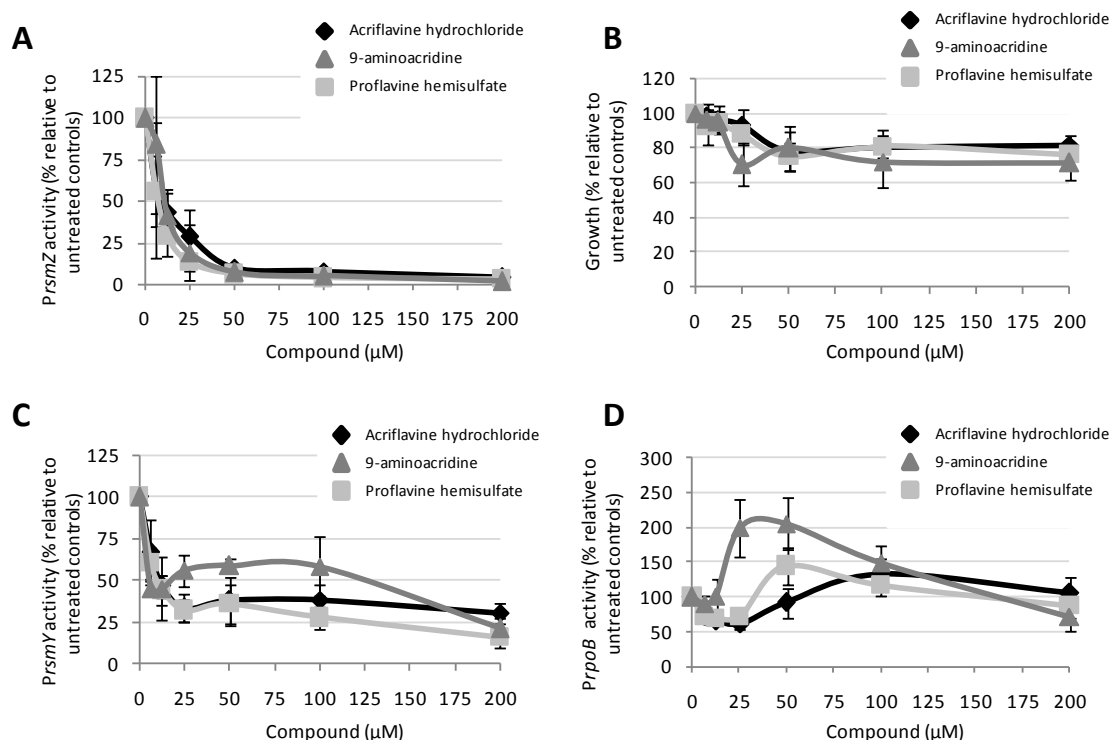 A
Acriflavine hydrochloride
9-aminoacridine
Proflavine hemisulfate
PrsmZ activity (% relative to
untreated controls)
125
100
75
50
25
0
0 25 50 75 100 125 150 175 200
Compound (µM)
B
Acriflavine hydrochloride
9-aminoacridine
Proflavine hemisulfate
Growth (% relative to
untreated controls)
120
100
80
60
40
20
0
0 25 50 75 100 125 150 175 200
Compound (µM)
C
Acriflavine hydrochloride
9-aminoacridine
Proflavine hemisulfate
PrsmY activity (% relative to
untreated controls)
125
100
75
50
25
0
0 25 50 75 100 125 150 175 200
Compound (µM)
D
Acriflavine hydrochloride
9-aminoacridine
Proflavine hemisulfate
PrpoB activity (% relative to
untreated controls)
300
250
200
150
100
50
0
0 25 50 75 100 125 150 175 200
Compound (µM)